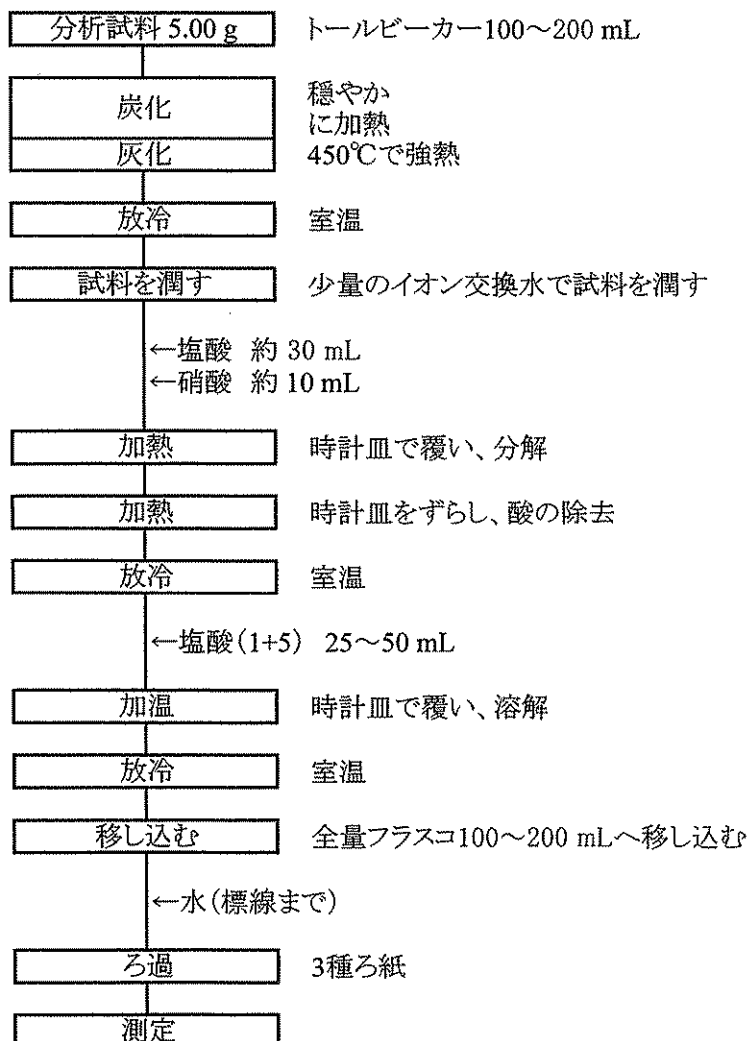 分析試料 5.00 g トールビーカー100～200 mL
炭化 穏やか
に加熱
灰化 450℃で強熱
放冷 室温
試料を潤す 少量のイオン交換水で試料を潤す
←塩酸 約 30 mL
←硝酸 約 10 mL
加熱 時計皿で覆い、分解
加熱 時計皿をずらし、酸の除去
放冷 室温
←塩酸(1+5) 25～50 mL
加温 時計皿で覆い、溶解
放冷 室温
移し込む 全量フラスコ100～200 mLへ移し込む
←水(標線まで)
ろ過 3種ろ紙
測定